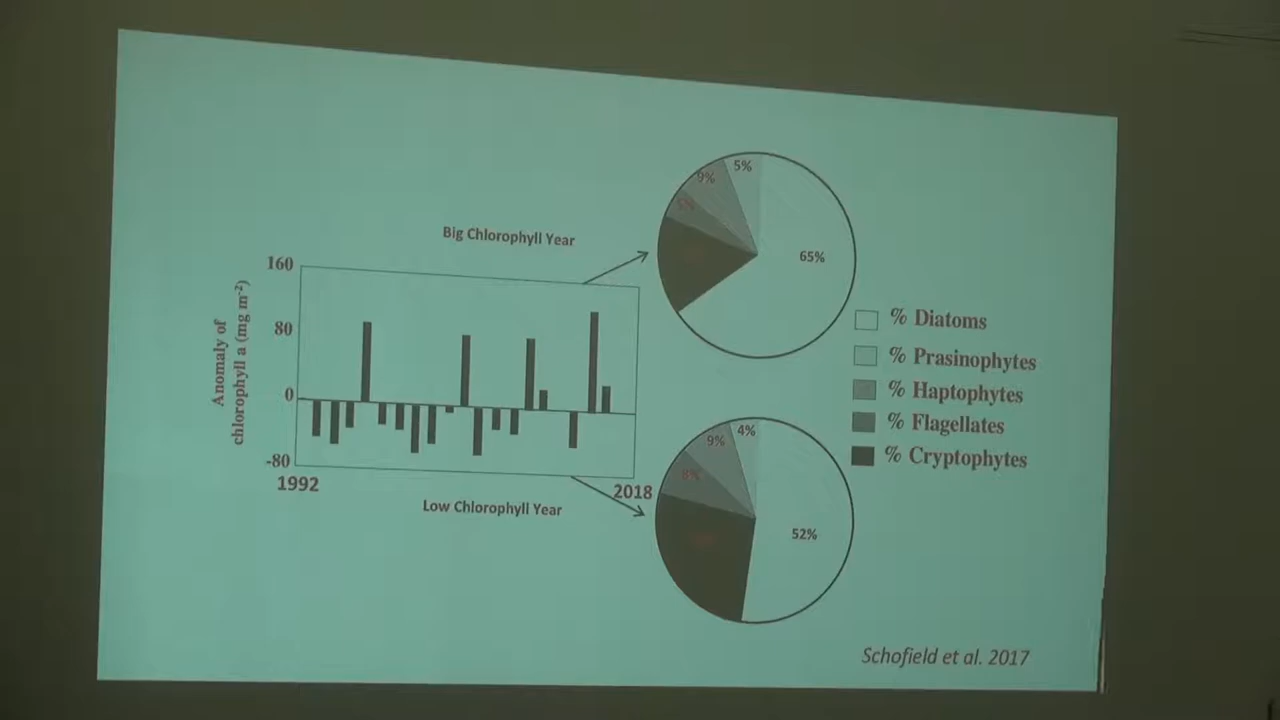 5%
9%
65%
Big Chlorophyll Year
160
80
0
-80
Anomaly of
chlorophyll a (mg m⁻²)
1992
2018
Low Chlorophyll Year
% Diatoms
% Prasinophytes
% Haptophytes
% Flagellates
% Cryptophytes
4%
9%
8%
52%
Schofield et al. 2017